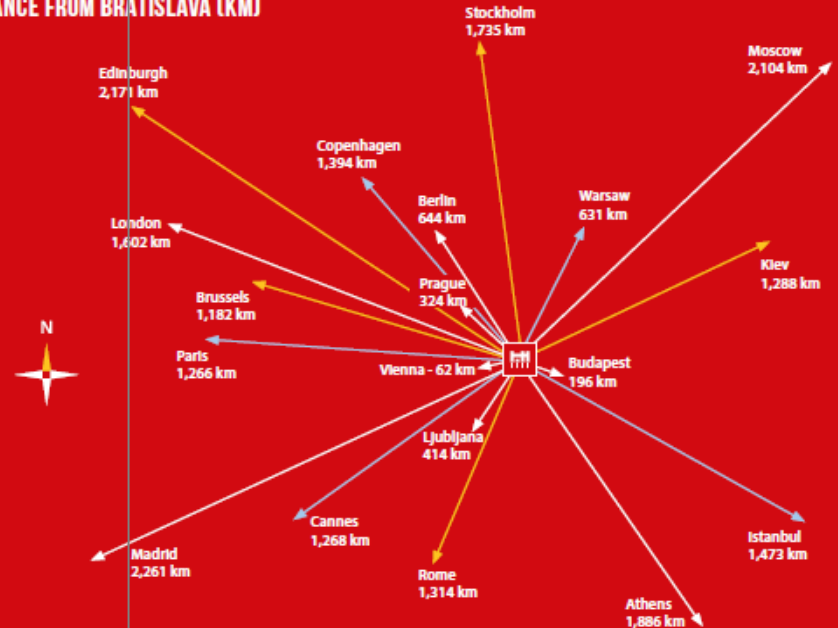 ANCE FROM BRATISLAVA (KM)
Stockholm
1,735 km
Moscow
2,104 km
Edinburgh
2,171 km
Copenhagen
1,394 km
Berlin
644 km
Warsaw
631 km
London
1,602 km
Kiev
1,288 km
Prague
324 km
Brussels
1,182 km
N
Paris
1,266 km
Vienna - 62 km
Budapest
196 km
Ljubljana
414 km
Cannes
1,268 km
Istanbul
1,473 km
Madrid
2,261 km
Rome
1,314 km
Athens
1,886 km